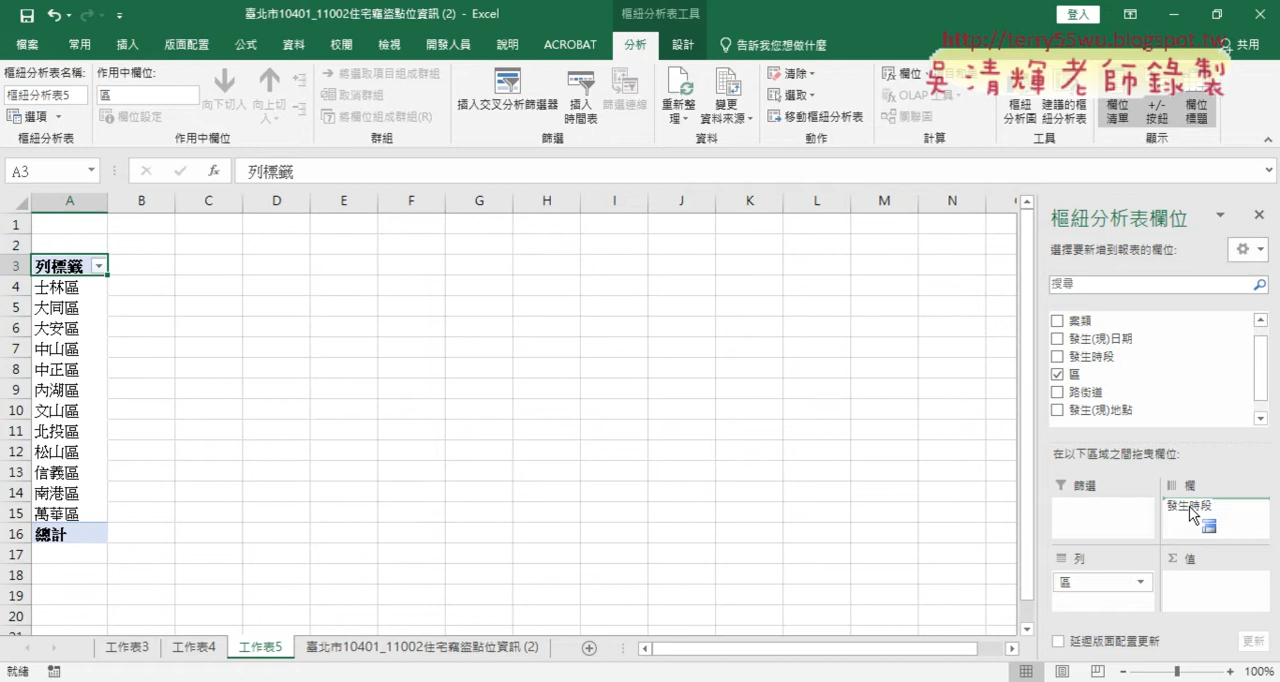 臺北市10401_11002住宅竊盜點位資訊 (2) - Excel
樞紐分析表工具
登入
檔案 常用 插入 版面配置 公式 資料 校閱 檢視 開發人員 說明 ACROBAT 分析 設計 告訴我您想做什麼 共用
http://terry55wu.blogspot.tw
吳清輝老師錄製
樞紐分析表名稱: 作用中欄位:
樞紐分析表5 區
選項 欄位設定 向下切入 向上切入
將選取項目組成群組
取消群組
將欄位組成群組(R)
插入交叉分析篩選器 插入時間表 篩選連線
重新整理 變更資料來源
清除
選取
移動樞紐分析表
欄位
OLAP 工具
關聯圖
樞紐分析圖 建議的樞紐分析表
欄位清單 +/- 按鈕 欄位標題
樞紐分析表 作用中欄位 群組 篩選 資料 動作 計算 工具 顯示
A3 fx 列標籤
A B C D E F G H I J K L M N
1
2
3 列標籤
4 士林區
5 大同區
6 大安區
7 中山區
8 中正區
9 內湖區
10 文山區
11 北投區
12 松山區
13 信義區
14 南港區
15 萬華區
16 總計
17
18
19
20
樞紐分析表欄位
選擇要新增到報表的欄位:
搜尋
案類
發生(現)日期
發生時段
區
路街道
發生(現)地點
在以下區域之間拖曳欄位:
篩選 欄
發生時段
列 Σ 值
區
延遲版面配置更新 更新
工作表3 工作表4 工作表5 臺北市10401_11002住宅竊盜點位資訊 (2)
就緒 100%